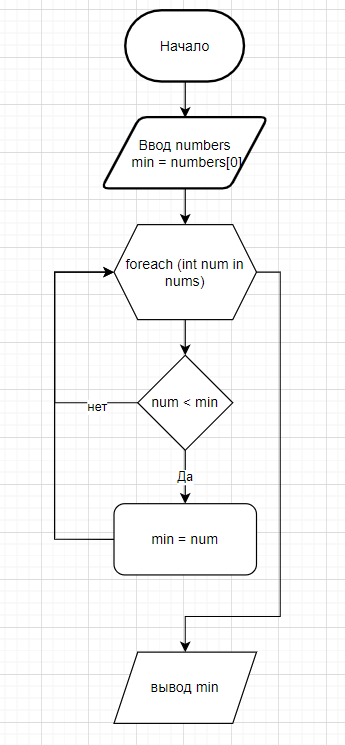 Начало
Ввод numbers
min = numbers[0]
foreach (int num in
nums)
num < min
нет
Да
min = num
вывод min